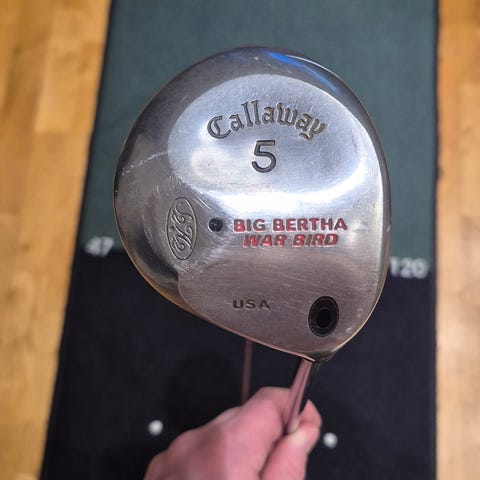 Callaway
5
BIG BERTHA
WAR BIRD
USA
47
120